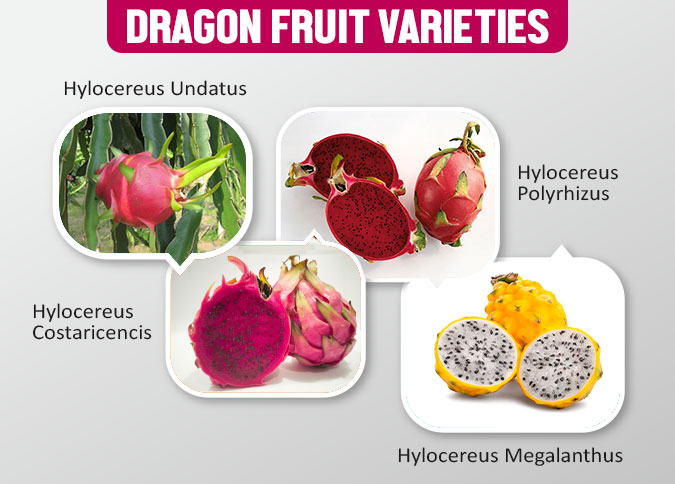 DRAGON FRUIT VARIETIES
Hylocereus Undatus
Hylocereus
Polyrhizus
Hylocereus
Costaricencis
Hylocereus Megalanthus